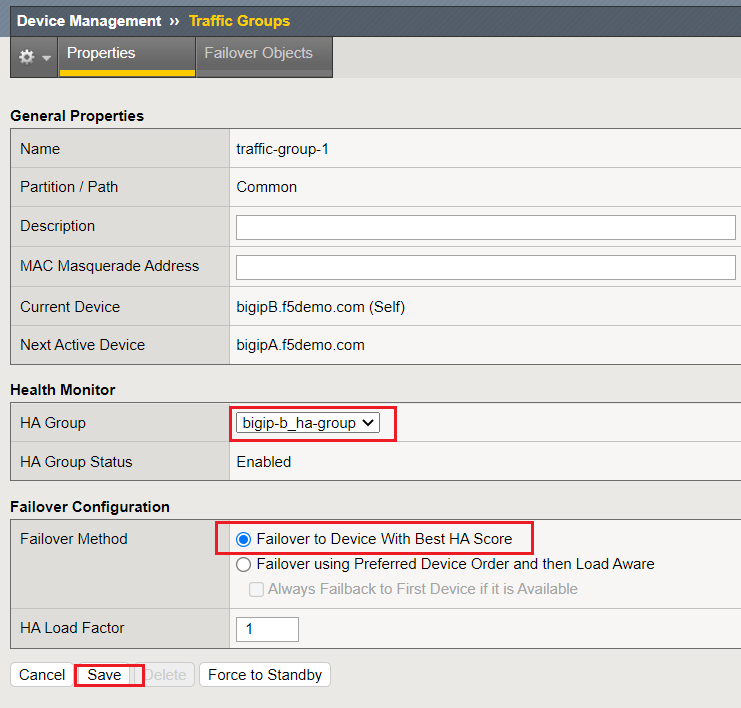 Device Management ›› Traffic Groups
Properties Failover Objects
General Properties
Name traffic-group-1
Partition / Path Common
Description
MAC Masquerade Address
Current Device bigipB.f5demo.com (Self)
Next Active Device bigipA.f5demo.com
Health Monitor
HA Group bigip-b_ha-group
HA Group Status Enabled
Failover Configuration
Failover Method Failover to Device With Best HA Score
Failover using Preferred Device Order and then Load Aware
Always Failback to First Device if it is Available
HA Load Factor 1
Cancel Save Delete Force to Standby